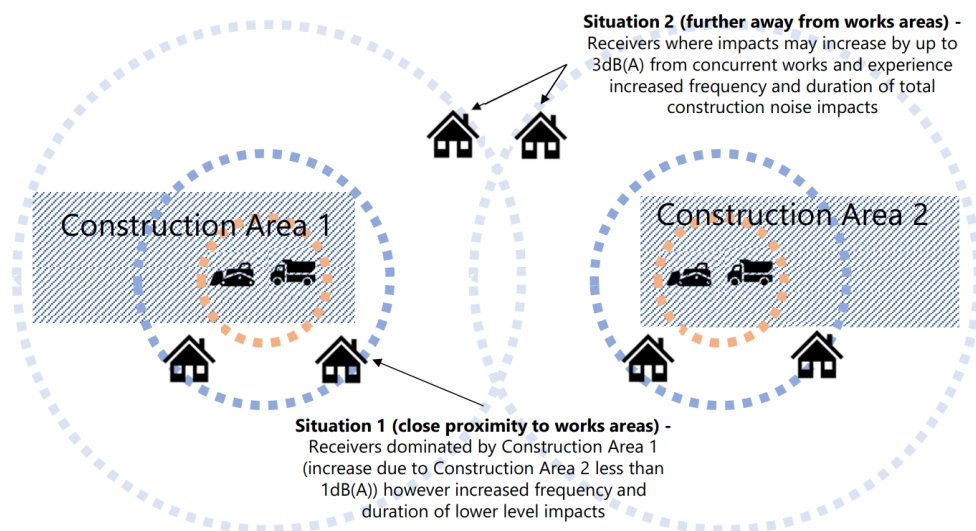 Situation 2 (further away from works areas) -
Receivers where impacts may increase by up to
3dB(A) from concurrent works and experience
increased frequency and duration of total
construction noise impacts
Construction Area 1
Construction Area 2
Situation 1 (close proximity to works areas) -
Receivers dominated by Construction Area 1
(increase due to Construction Area 2 less than
1dB(A)) however increased frequency and
duration of lower level impacts